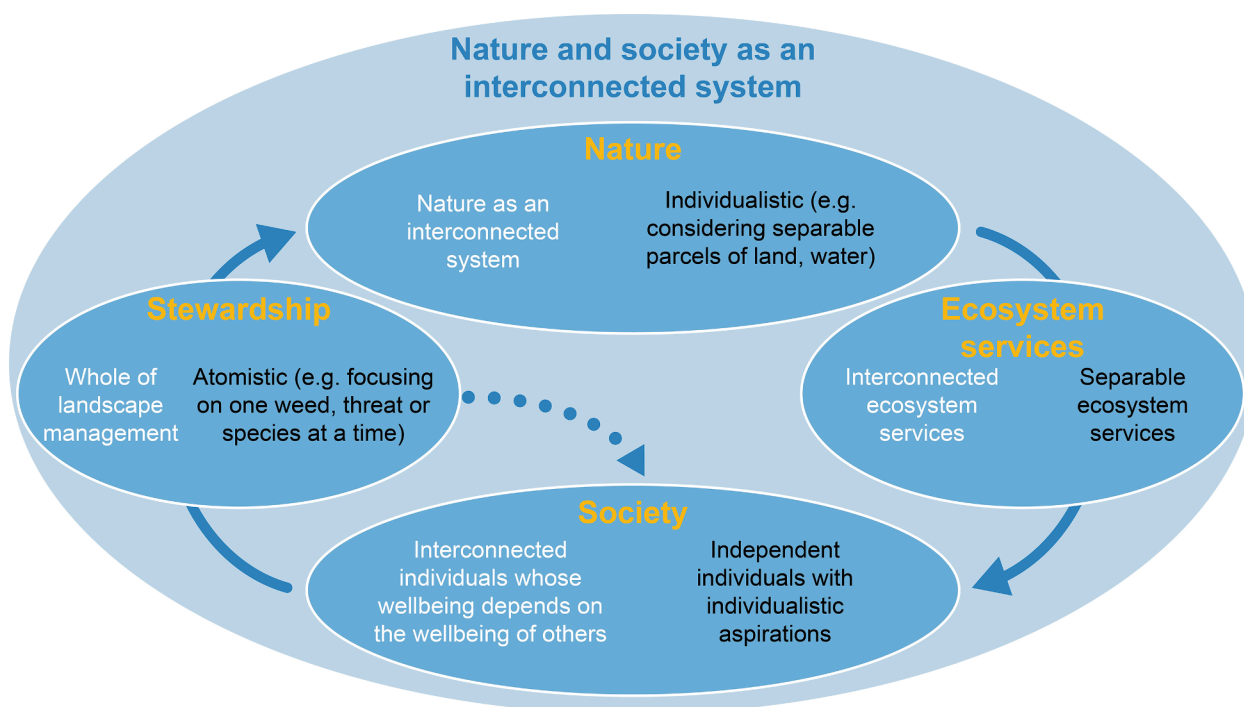 Nature and society as an
interconnected system
Nature
Nature as an
interconnected
system
Individualistic (e.g.
considering separable
parcels of land, water)
Stewardship
Whole of
landscape
management
Atomistic (e.g. focusing
on one weed, threat or
species at a time)
Ecosystem
services
Interconnected
ecosystem
services
Separable
ecosystem
services
Society
Interconnected
individuals whose
wellbeing depends on
the wellbeing of others
Independent
individuals with
individualistic
aspirations